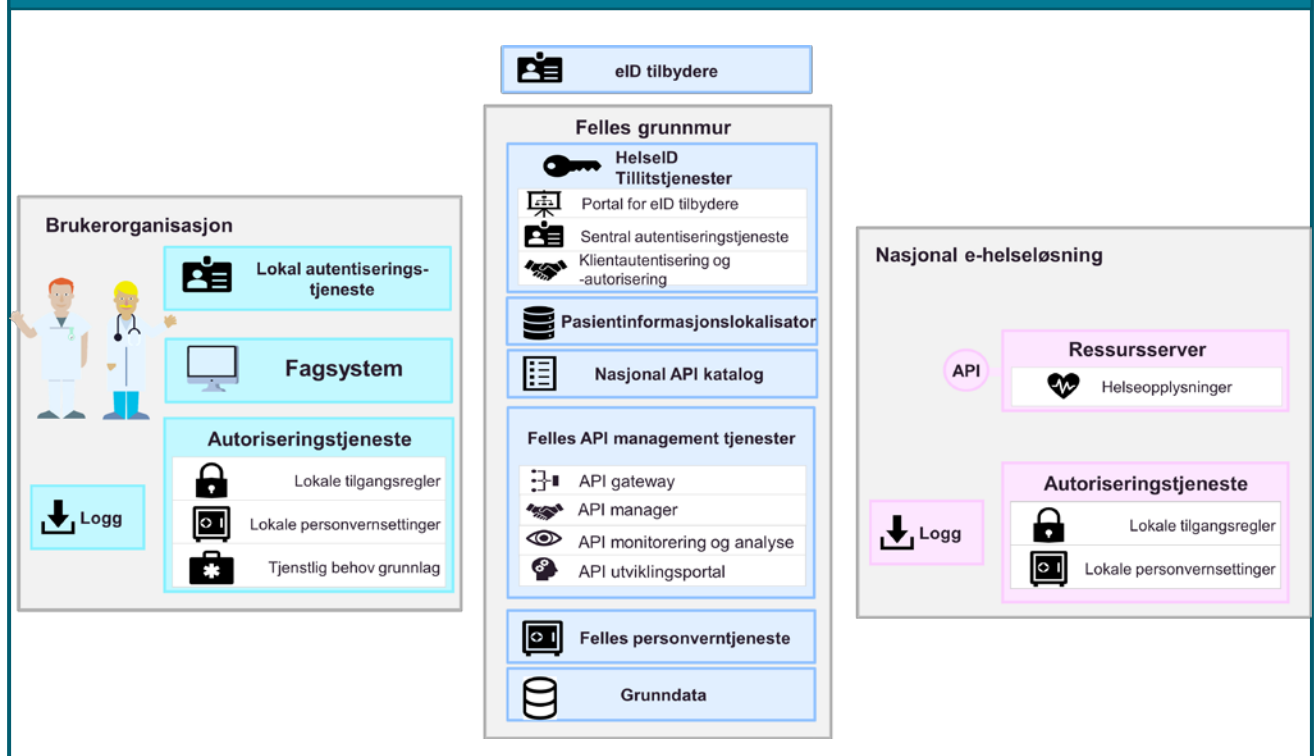 eID tilbydere
Felles grunnmur
HelseID
Tillitstjenester
Portal for eID tilbydere
Sentral autentiseringstjeneste
Klientautentisering og
-autorisering
Pasientinformasjonslokalisator
Nasjonal API katalog
Felles API management tjenester
API gateway
API manager
API monitorering og analyse
API utviklingsportal
Felles personverntjeneste
Grunndata
Brukerorganisasjon
Lokal autentiserings-
tjeneste
Fagsystem
Autoriseringstjeneste
Lokale tilgangsregler
Lokale personvernsettinger
Tjenstlig behov grunnlag
Logg
Nasjonal e-helseløsning
API
Ressursserver
Helseopplysninger
Autoriseringstjeneste
Lokale tilgangsregler
Lokale personvernsettinger
Logg